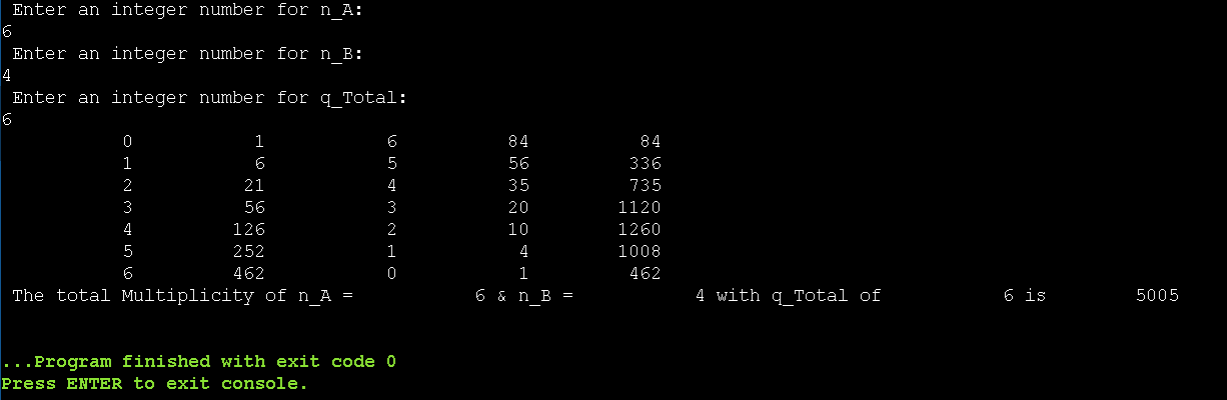 Enter an integer number for n_A:
6
Enter an integer number for n_B:
4
Enter an integer number for q_Total:
6
0 1 6 84 84
1 6 5 56 336
2 21 4 35 735
3 56 3 20 1120
4 126 2 10 1260
5 252 1 4 1008
6 462 0 1 462
The total Multiplicity of n_A = 6 & n_B = 4 with q_Total of 6 is 5005
...Program finished with exit code 0
Press ENTER to exit console.